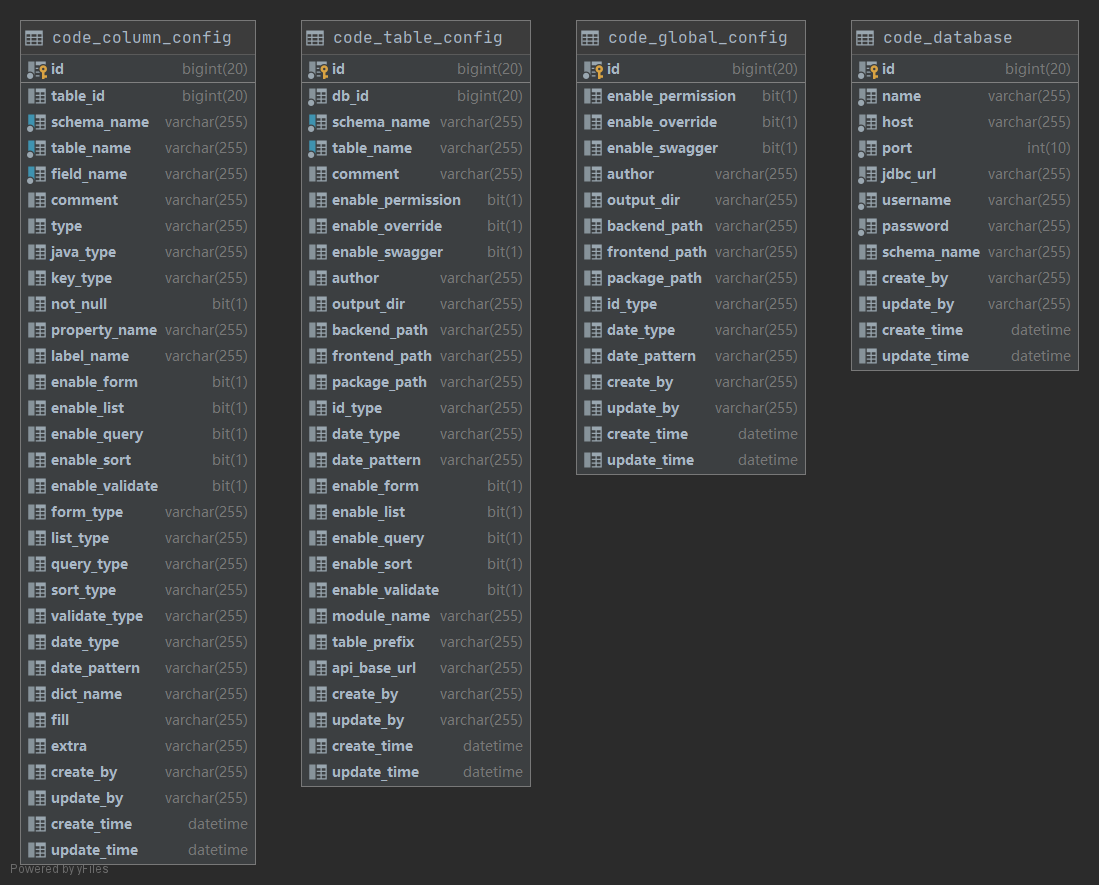 code_column_config
id bigint(20)
table_id bigint(20)
schema_name varchar(255)
table_name varchar(255)
field_name varchar(255)
comment varchar(255)
type varchar(255)
java_type varchar(255)
key_type varchar(255)
not_null bit(1)
property_name varchar(255)
label_name varchar(255)
enable_form bit(1)
enable_list bit(1)
enable_query bit(1)
enable_sort bit(1)
enable_validate bit(1)
form_type varchar(255)
list_type varchar(255)
query_type varchar(255)
sort_type varchar(255)
validate_type varchar(255)
date_type varchar(255)
date_pattern varchar(255)
dict_name varchar(255)
fill varchar(255)
extra varchar(255)
create_by varchar(255)
update_by varchar(255)
create_time datetime
update_time datetime
code_table_config
id bigint(20)
db_id bigint(20)
schema_name varchar(255)
table_name varchar(255)
comment varchar(255)
enable_permission bit(1)
enable_override bit(1)
enable_swagger bit(1)
author varchar(255)
output_dir varchar(255)
backend_path varchar(255)
frontend_path varchar(255)
package_path varchar(255)
id_type varchar(255)
date_type varchar(255)
date_pattern varchar(255)
enable_form bit(1)
enable_list bit(1)
enable_query bit(1)
enable_sort bit(1)
enable_validate bit(1)
module_name varchar(255)
table_prefix varchar(255)
api_base_url varchar(255)
create_by varchar(255)
update_by varchar(255)
create_time datetime
update_time datetime
code_global_config
id bigint(20)
enable_permission bit(1)
enable_override bit(1)
enable_swagger bit(1)
author varchar(255)
output_dir varchar(255)
backend_path varchar(255)
frontend_path varchar(255)
package_path varchar(255)
id_type varchar(255)
date_type varchar(255)
date_pattern varchar(255)
create_by varchar(255)
update_by varchar(255)
create_time datetime
update_time datetime
code_database
id bigint(20)
name varchar(255)
host varchar(255)
port int(10)
jdbc_url varchar(255)
username varchar(255)
password varchar(255)
schema_name varchar(255)
create_by varchar(255)
update_by varchar(255)
create_time datetime
update_time datetime
Powered by yFiles